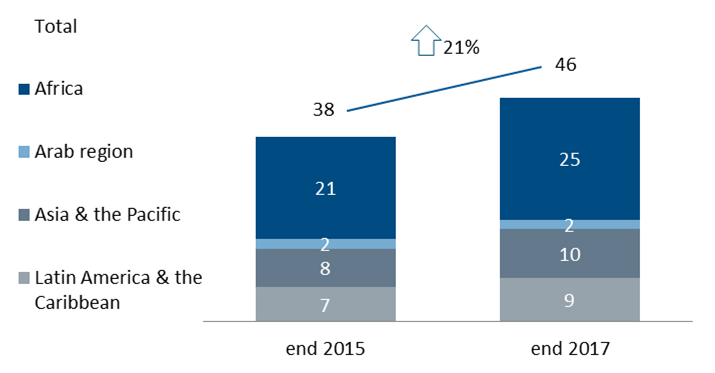 Total
21%
38
46
Africa
21
25
Arab region
2
2
Asia & the Pacific
8
10
Latin America & the
Caribbean
7
9
end 2015
end 2017